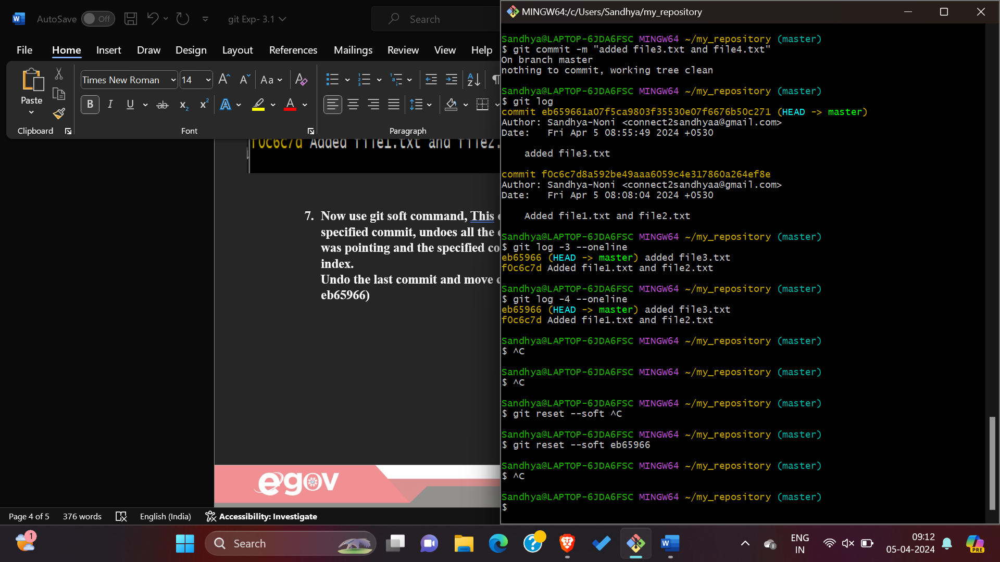 AutoSave Off git Exp- 3.1 Search
File Home Insert Draw Design Layout References Mailings Review View Help
Paste
Times New Roman 14 Aa
B I U ab x₂ x² A A
Clipboard Font Paragraph
f0c6c7d Added file1.txt and file2.
7. Now use git soft command, This
specified commit, undoes all the
was pointing and the specified co
index.
Undo the last commit and move
eb65966)
egov
Page 4 of 5 376 words English (India) Accessibility: Investigate
MINGW64:/c/Users/Sandhya/my_repository
Sandhya@LAPTOP-6JDA6FSC MINGW64 ~/my_repository (master)
$ git commit -m "added file3.txt and file4.txt"
On branch master
nothing to commit, working tree clean
Sandhya@LAPTOP-6JDA6FSC MINGW64 ~/my_repository (master)
$ git log
commit eb659661a07f5ca9803f35530e07f6676b50c271 (HEAD -> master)
Author: Sandhya-Noni <connect2sandhyaa@gmail.com>
Date:   Fri Apr 5 08:55:49 2024 +0530
added file3.txt
commit f0c6c7d8a592be49aaa6059c4e317860a264ef8e
Author: Sandhya-Noni <connect2sandhyaa@gmail.com>
Date:   Fri Apr 5 08:08:04 2024 +0530
Added file1.txt and file2.txt
Sandhya@LAPTOP-6JDA6FSC MINGW64 ~/my_repository (master)
$ git log -3 --oneline
eb65966 (HEAD -> master) added file3.txt
f0c6c7d Added file1.txt and file2.txt
Sandhya@LAPTOP-6JDA6FSC MINGW64 ~/my_repository (master)
$ git log -4 --oneline
eb65966 (HEAD -> master) added file3.txt
f0c6c7d Added file1.txt and file2.txt
Sandhya@LAPTOP-6JDA6FSC MINGW64 ~/my_repository (master)
$ ^C
Sandhya@LAPTOP-6JDA6FSC MINGW64 ~/my_repository (master)
$ ^C
Sandhya@LAPTOP-6JDA6FSC MINGW64 ~/my_repository (master)
$ git reset --soft ^C
Sandhya@LAPTOP-6JDA6FSC MINGW64 ~/my_repository (master)
$ git reset --soft eb65966
Sandhya@LAPTOP-6JDA6FSC MINGW64 ~/my_repository (master)
$ ^C
Sandhya@LAPTOP-6JDA6FSC MINGW64 ~/my_repository (master)
$
1 Search ENG 09:12
IN 05-04-2024 PRE